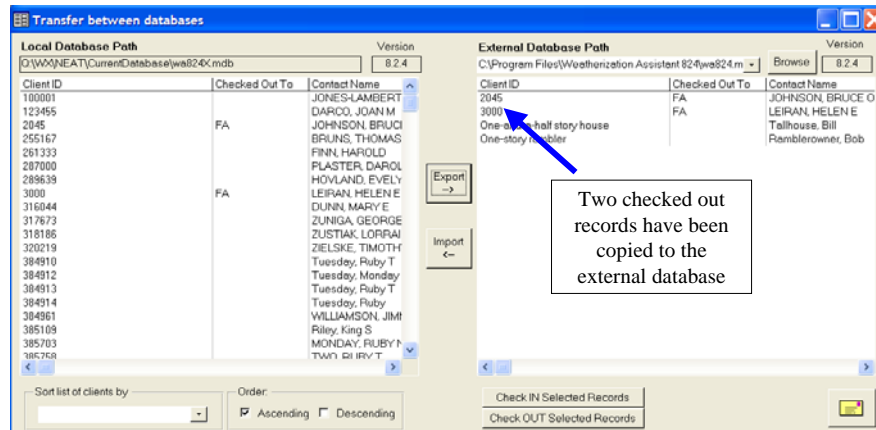 Transfer between databases
Local Database Path Version
Q:\WX\NEAT\CurrentDatabase\wa824X.mdb 8.2.4
Client ID Checked Out To Contact Name
100001 JONES-LAMBERT
123455 DARCO, JOAN M
2045 FA JOHNSON, BRUCI
255167 BRUNS, THOMAS
261333 FINN, HAROLD
287000 PLASTER, DAROL
289639 HOVLAND, EVELY
3000 FA LEIRAN, HELEN E
316044 DUNN, MARY E
317673 ZUNIGA, GEORGE
318186 ZUSTIAK, LORRAI
320219 ZIELSKE, TIMOTH
384910 Tuesday, Ruby T
384912 Tuesday, Monday
384913 Tuesday, Ruby T
384914 Tuesday, Ruby
384961 WILLIAMSON, JIM
385109 Riley, King S
385703 MONDAY, RUBY N
385758 TWO, RUBY T
Sort list of clients by
Order:
Ascending Descending
Export
-->
Import
<--
External Database Path Version
C:\Program Files\Weatherization Assistant 824\wa824.m Browse 8.2.4
Client ID Checked Out To Contact Name
2045 FA JOHNSON, BRUCE O
3000 FA LEIRAN, HELEN E
One-and-a-half story house Tallhouse, Bill
One-story rambler Ramblerowner, Bob
Two checked out
records have been
copied to the
external database
Check IN Selected Records
Check OUT Selected Records